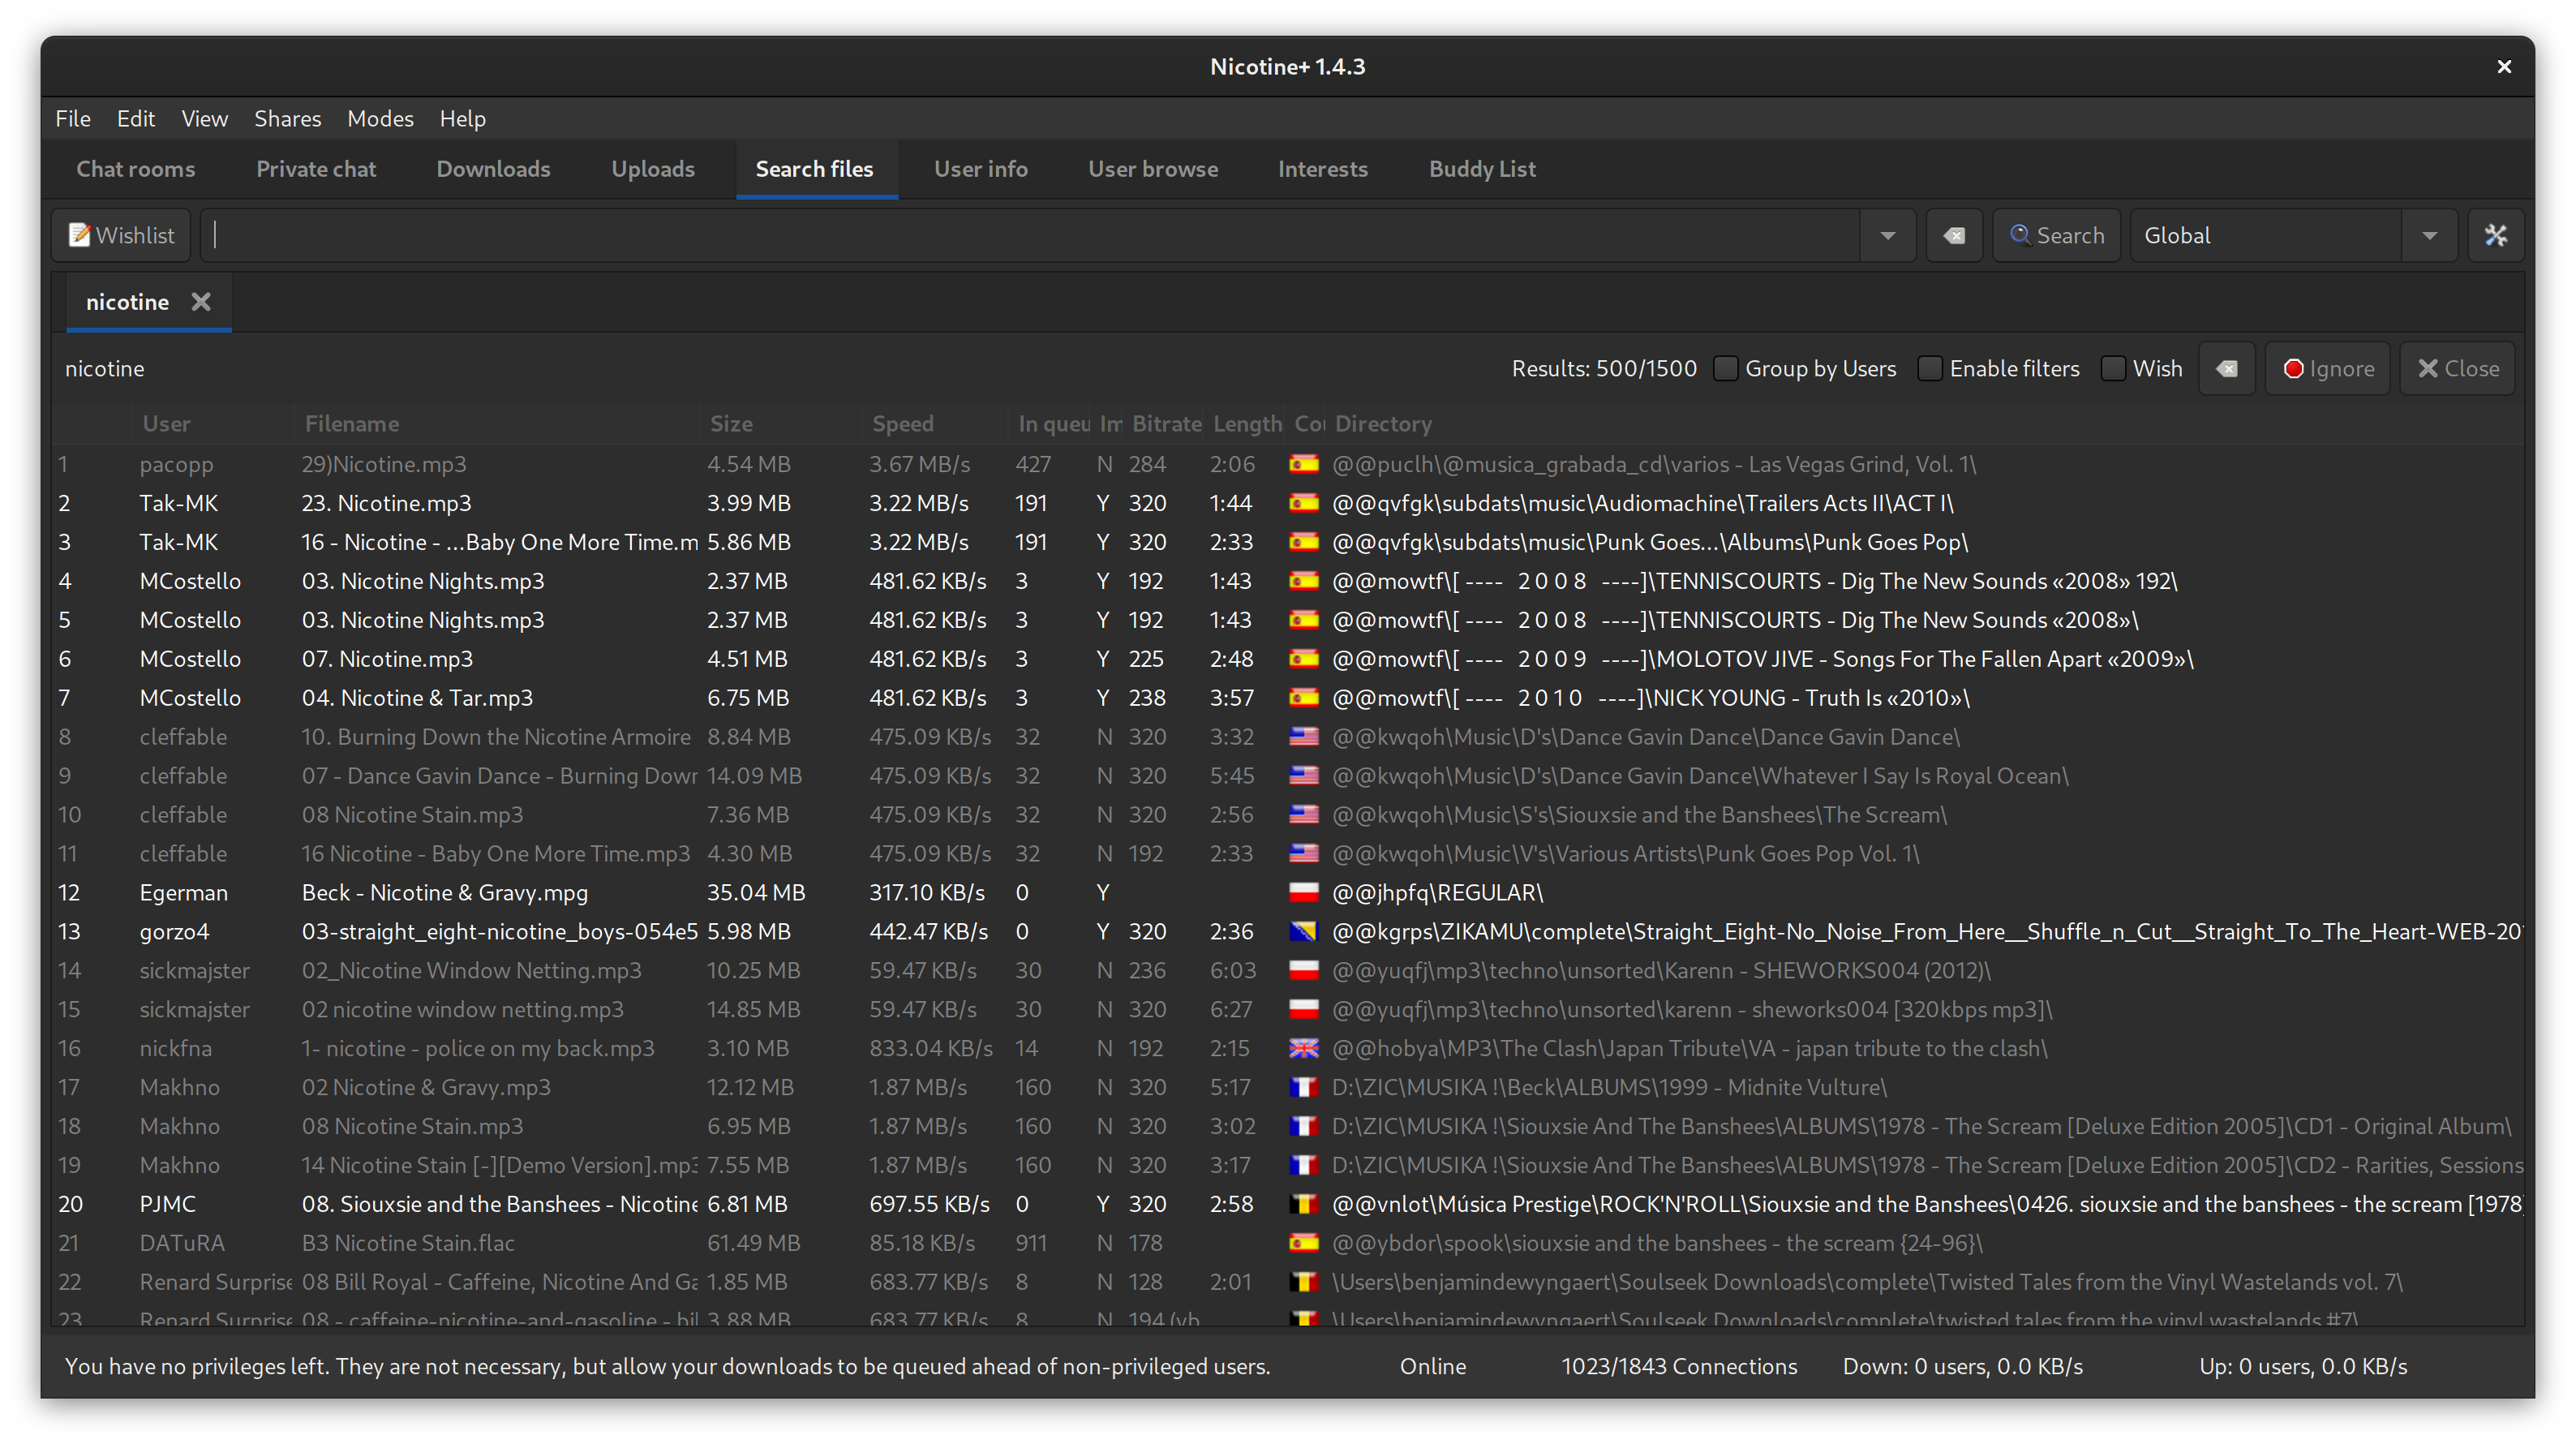 Nicotine+ 1.4.3
File Edit View Shares Modes Help
Chat rooms Private chat Downloads Uploads Search files User info User browse Interests Buddy List
Wishlist Search Global
nicotine
nicotine Results: 500/1500 Group by Users Enable filters Wish Ignore Close
User Filename Size Speed In queu Im Bitrate Length Cou Directory
1 pacopp 29)Nicotine.mp3 4.54 MB 3.67 MB/s 427 N 284 2:06 @@puclh\@musica_grabada_cd\varios - Las Vegas Grind, Vol. 1\
2 Tak-MK 23. Nicotine.mp3 3.99 MB 3.22 MB/s 191 Y 320 1:44 @@qvfgk\subdats\music\Audiomachine\Trailers Acts II\ACT I\
3 Tak-MK 16 - Nicotine - ...Baby One More Time.m 5.86 MB 3.22 MB/s 191 Y 320 2:33 @@qvfgk\subdats\music\Punk Goes...\Albums\Punk Goes Pop\
4 MCostello 03. Nicotine Nights.mp3 2.37 MB 481.62 KB/s 3 Y 192 1:43 @@mowtf\[ ---- 2 0 0 8 ----]\TENNISCOURTS - Dig The New Sounds «2008» 192\
5 MCostello 03. Nicotine Nights.mp3 2.37 MB 481.62 KB/s 3 Y 192 1:43 @@mowtf\[ ---- 2 0 0 8 ----]\TENNISCOURTS - Dig The New Sounds «2008»\
6 MCostello 07. Nicotine.mp3 4.51 MB 481.62 KB/s 3 Y 225 2:48 @@mowtf\[ ---- 2 0 0 9 ----]\MOLOTOV JIVE - Songs For The Fallen Apart «2009»\
7 MCostello 04. Nicotine & Tar.mp3 6.75 MB 481.62 KB/s 3 Y 238 3:57 @@mowtf\[ ---- 2 0 1 0 ----]\NICK YOUNG - Truth Is «2010»\
8 cleffable 10. Burning Down the Nicotine Armoire 8.84 MB 475.09 KB/s 32 N 320 3:32 @@kwqoh\Music\D's\Dance Gavin Dance\Dance Gavin Dance\
9 cleffable 07 - Dance Gavin Dance - Burning Down 14.09 MB 475.09 KB/s 32 N 320 5:45 @@kwqoh\Music\D's\Dance Gavin Dance\Whatever I Say Is Royal Ocean\
10 cleffable 08 Nicotine Stain.mp3 7.36 MB 475.09 KB/s 32 N 320 2:56 @@kwqoh\Music\S's\Siouxsie and the Banshees\The Scream\
11 cleffable 16 Nicotine - Baby One More Time.mp3 4.30 MB 475.09 KB/s 32 N 192 2:33 @@kwqoh\Music\V's\Various Artists\Punk Goes Pop Vol. 1\
12 Egerman Beck - Nicotine & Gravy.mpg 35.04 MB 317.10 KB/s 0 Y @@jhpfq\REGULAR\
13 gorzo4 03-straight_eight-nicotine_boys-054e5 5.98 MB 442.47 KB/s 0 Y 320 2:36 @@kgrps\ZIKAMU\complete\Straight_Eight-No_Noise_From_Here__Shuffle_n_Cut__Straight_To_The_Heart-WEB-201
14 sickmajster 02_Nicotine Window Netting.mp3 10.25 MB 59.47 KB/s 30 N 236 6:03 @@yuqfj\mp3\techno\unsorted\Karenn - SHEWORKS004 (2012)\
15 sickmajster 02 nicotine window netting.mp3 14.85 MB 59.47 KB/s 30 N 320 6:27 @@yuqfj\mp3\techno\unsorted\karenn - sheworks004 [320kbps mp3]\
16 nickfna 1- nicotine - police on my back.mp3 3.10 MB 833.04 KB/s 14 N 192 2:15 @@hobya\MP3\The Clash\Japan Tribute\VA - japan tribute to the clash\
17 Makhno 02 Nicotine & Gravy.mp3 12.12 MB 1.87 MB/s 160 N 320 5:17 D:\ZIC\MUSIKA !\Beck\ALBUMS\1999 - Midnite Vulture\
18 Makhno 08 Nicotine Stain.mp3 6.95 MB 1.87 MB/s 160 N 320 3:02 D:\ZIC\MUSIKA !\Siouxsie And The Banshees\ALBUMS\1978 - The Scream [Deluxe Edition 2005]\CD1 - Original Album\
19 Makhno 14 Nicotine Stain [-][Demo Version].mp3 7.55 MB 1.87 MB/s 160 N 320 3:17 D:\ZIC\MUSIKA !\Siouxsie And The Banshees\ALBUMS\1978 - The Scream [Deluxe Edition 2005]\CD2 - Rarities, Sessions
20 PJMC 08. Siouxsie and the Banshees - Nicotine 6.81 MB 697.55 KB/s 0 Y 320 2:58 @@vnlot\Música Prestige\ROCK'N'ROLL\Siouxsie and the Banshees\0426. siouxsie and the banshees - the scream [1978]
21 DATuRA B3 Nicotine Stain.flac 61.49 MB 85.18 KB/s 911 N 178 @@ybdor\spook\siouxsie and the banshees - the scream {24-96}\
22 Renard Surprise 08 Bill Royal - Caffeine, Nicotine And Ga 1.85 MB 683.77 KB/s 8 N 128 2:01 \Users\benjamindewyngaert\Soulseek Downloads\complete\Twisted Tales from the Vinyl Wastelands vol. 7\
23 Renard Surprise 08 - caffeine-nicotine-and-gasoline - bil 3.88 MB 683.77 KB/s 8 N 194 (vb \Users\benjamindewyngaert\Soulseek Downloads\complete\twisted tales from the vinyl wastelands #7\
You have no privileges left. They are not necessary, but allow your downloads to be queued ahead of non-privileged users. Online 1023/1843 Connections Down: 0 users, 0.0 KB/s Up: 0 users, 0.0 KB/s